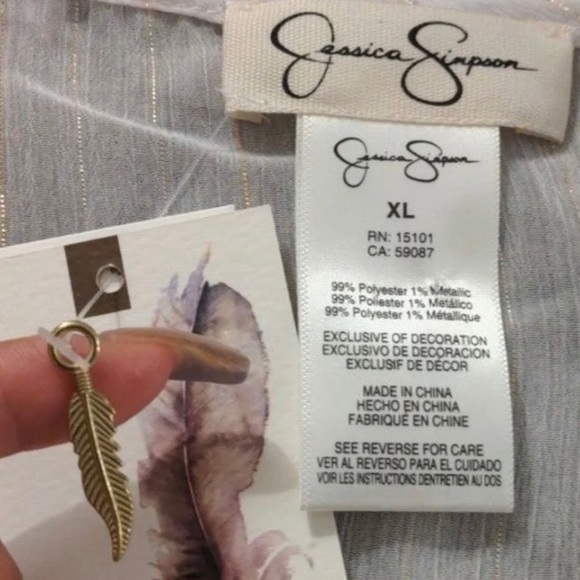 Jessica Simpson
Jessica Simpson
XL
RN: 15101
CA: 59087
99% Polyester 1% Metallic
99% Poliester 1% Metálico
99% Polyester 1% Métallique
EXCLUSIVE OF DECORATION
EXCLUSIVO DE DECORACION
EXCLUSIF DE DÉCOR
MADE IN CHINA
HECHO EN CHINA
FABRIQUÉ EN CHINE
SEE REVERSE FOR CARE
VER AL REVERSO PARA EL CUIDADO
VOIR LES INSTRUCTIONS DENTRETIEN AU DOS